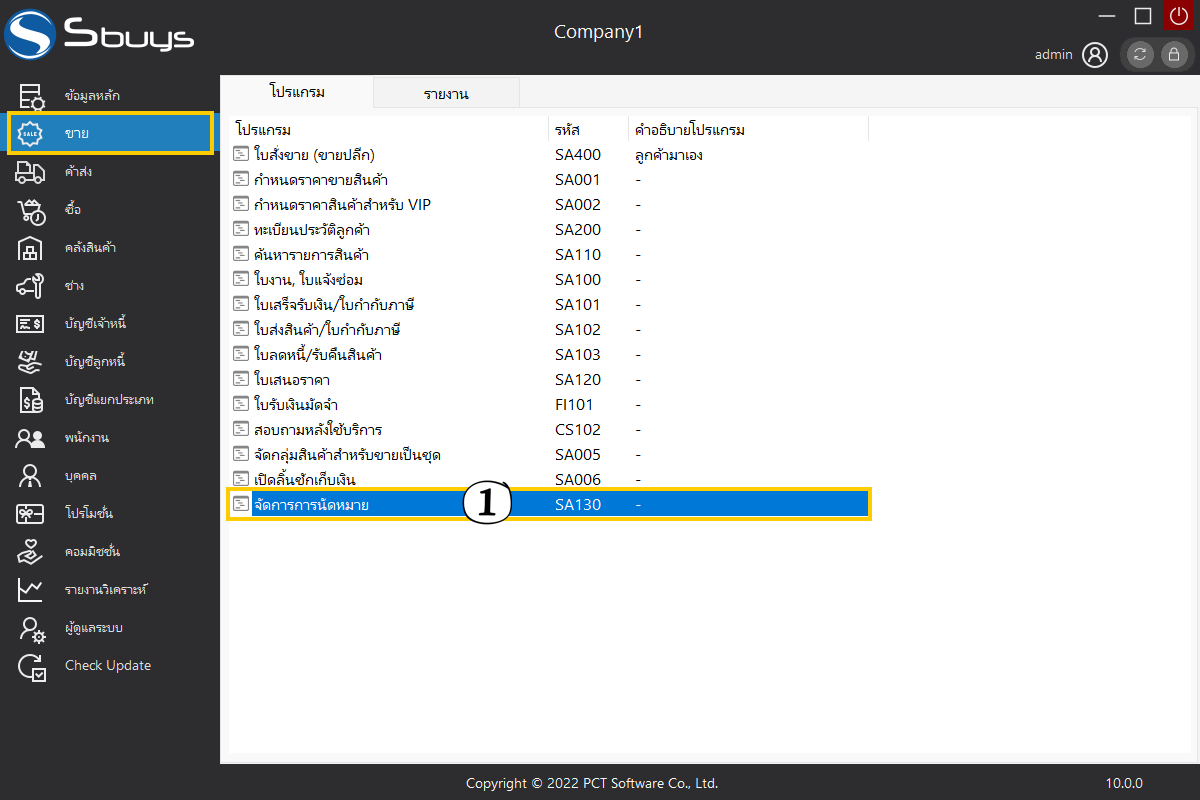 Sbuys
Company1
admin
ข้อมูลหลัก
SALE ขาย
ค้าส่ง
ซื้อ
คลังสินค้า
ช่าง
บัญชีเจ้าหนี้
บัญชีลูกหนี้
บัญชีแยกประเภท
พนักงาน
บุคคล
โปรโมชั่น
คอมมิชชั่น
รายงานวิเคราะห์
ผู้ดูแลระบบ
Check Update
โปรแกรม รายงาน
โปรแกรม รหัส คำอธิบายโปรแกรม
ใบสั่งขาย (ขายปลีก) SA400 ลูกค้ามาเอง
กำหนดราคาขายสินค้า SA001 -
กำหนดราคาสินค้าสำหรับ VIP SA002 -
ทะเบียนประวัติลูกค้า SA200 -
ค้นหารายการสินค้า SA110 -
ใบงาน, ใบแจ้งซ่อม SA100 -
ใบเสร็จรับเงิน/ใบกำกับภาษี SA101 -
ใบส่งสินค้า/ใบกำกับภาษี SA102 -
ใบลดหนี้/รับคืนสินค้า SA103 -
ใบเสนอราคา SA120 -
ใบรับเงินมัดจำ FI101 -
สอบถามหลังใช้บริการ CS102 -
จัดกลุ่มสินค้าสำหรับขายเป็นชุด SA005 -
เปิดลิ้นชักเก็บเงิน SA006 -
จัดการการนัดหมาย 1 SA130 -
Copyright © 2022 PCT Software Co., Ltd. 10.0.0